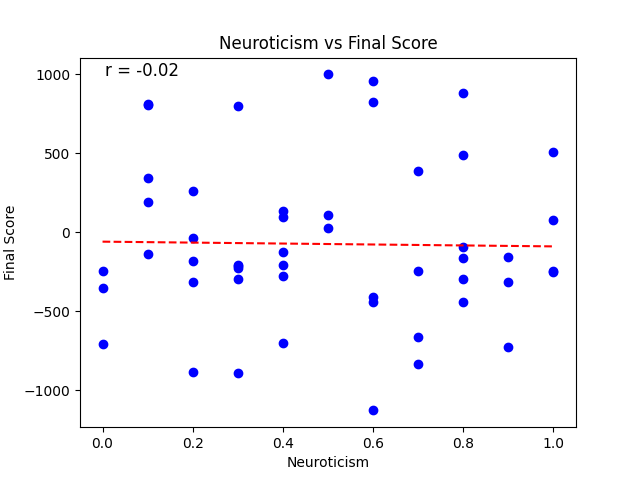 Neuroticism vs Final Score
r = -0.02
1000
500
0
−500
−1000
Final Score
0.0 0.2 0.4 0.6 0.8 1.0
Neuroticism